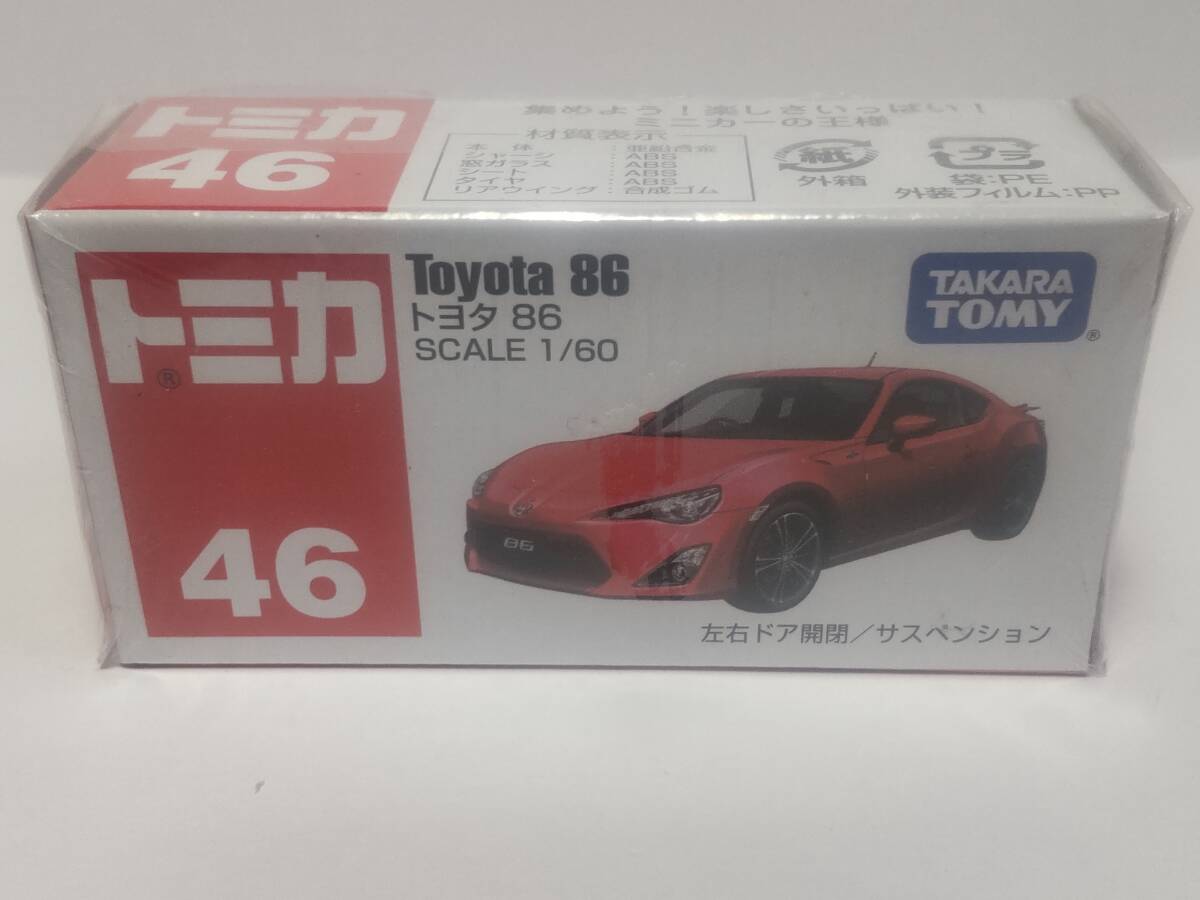 トミカ
46
集めよう!楽しさいっぱい!
ミニカーの王様
材質表示
本体:亜鉛合金
シャーシ:ABS
窓ガラス:ABS
シート:ABS
タイヤ:ABS
リアウイング:合成ゴム
紙
外箱
プラ
袋:PE
外装フィルム:PP
トミカ®
46
Toyota 86
トヨタ 86
SCALE 1/60
TAKARA
TOMY®
86
左右ドア開閉/サスペンション